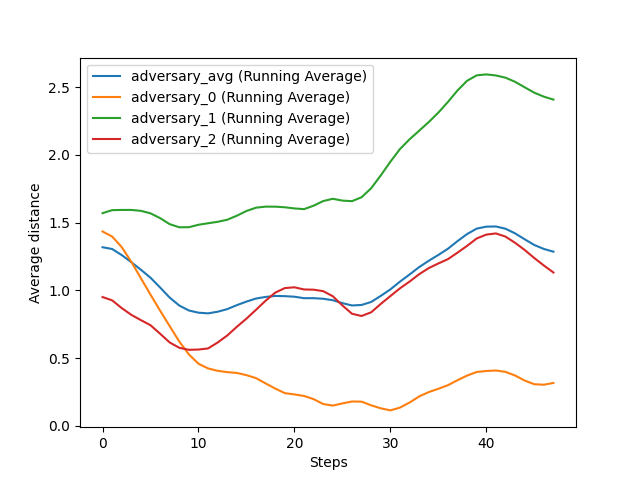 adversary_avg (Running Average)
adversary_0 (Running Average)
adversary_1 (Running Average)
adversary_2 (Running Average)
2.5
2.0
1.5
1.0
0.5
0.0
Average distance
0 10 20 30 40
Steps